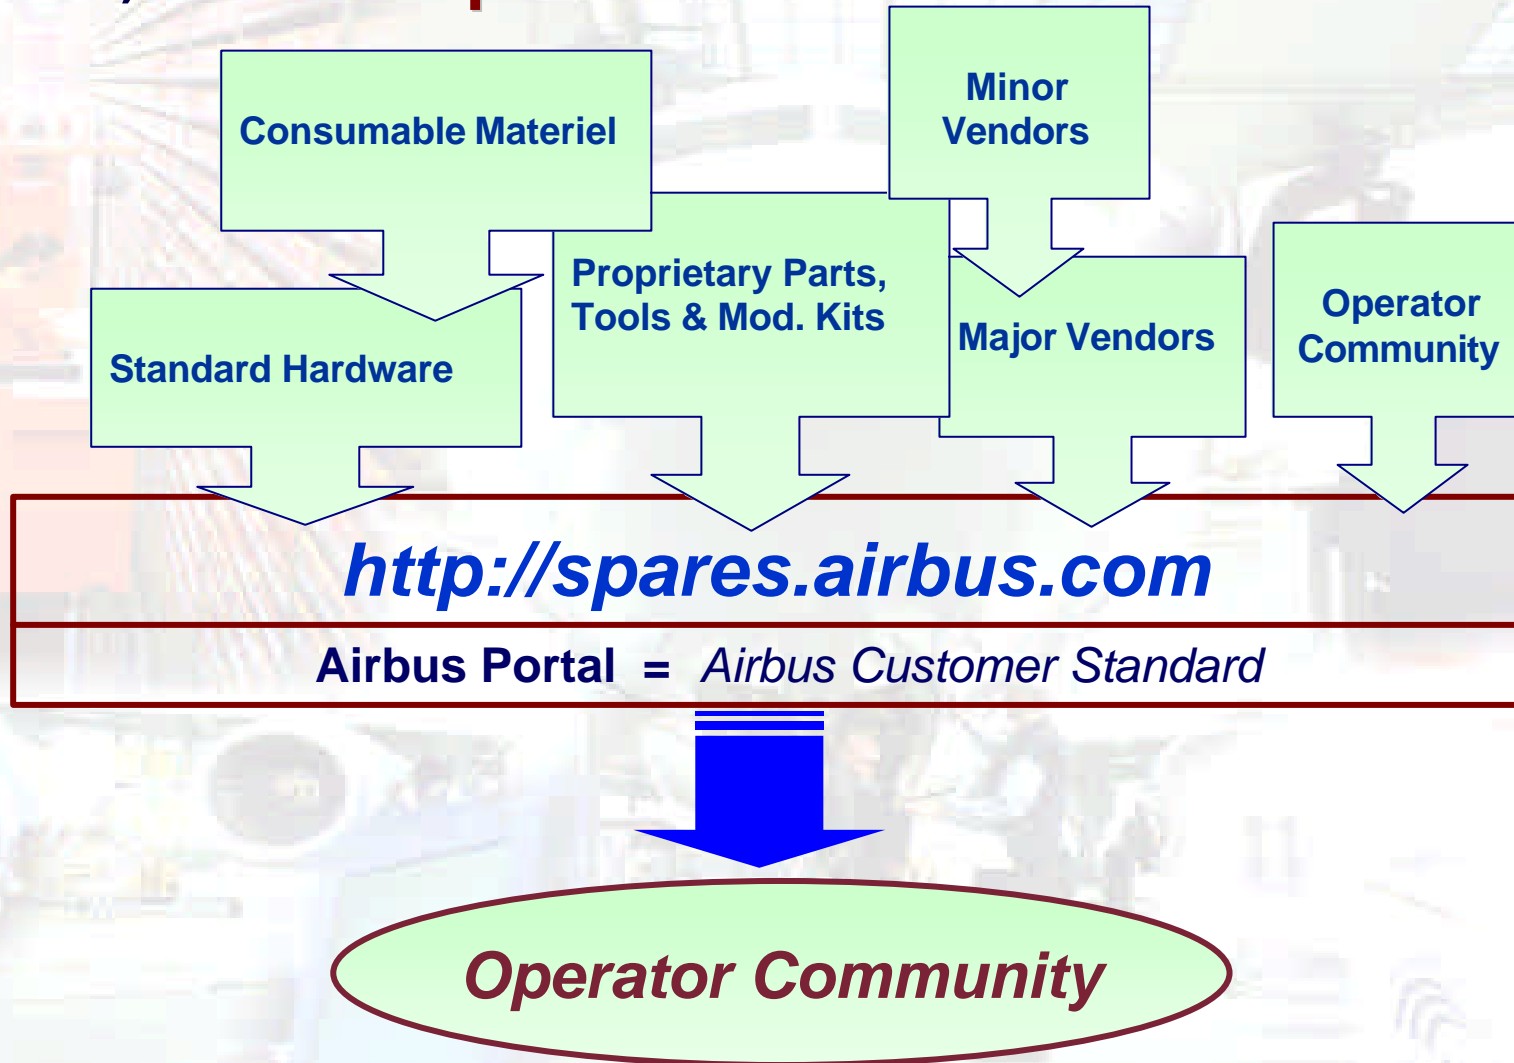 Minor
Vendors
Consumable Materiel
Proprietary Parts,
Tools & Mod. Kits
Operator
Community
Major Vendors
Standard Hardware
http://spares.airbus.com
Airbus Portal = Airbus Customer Standard
Operator Community